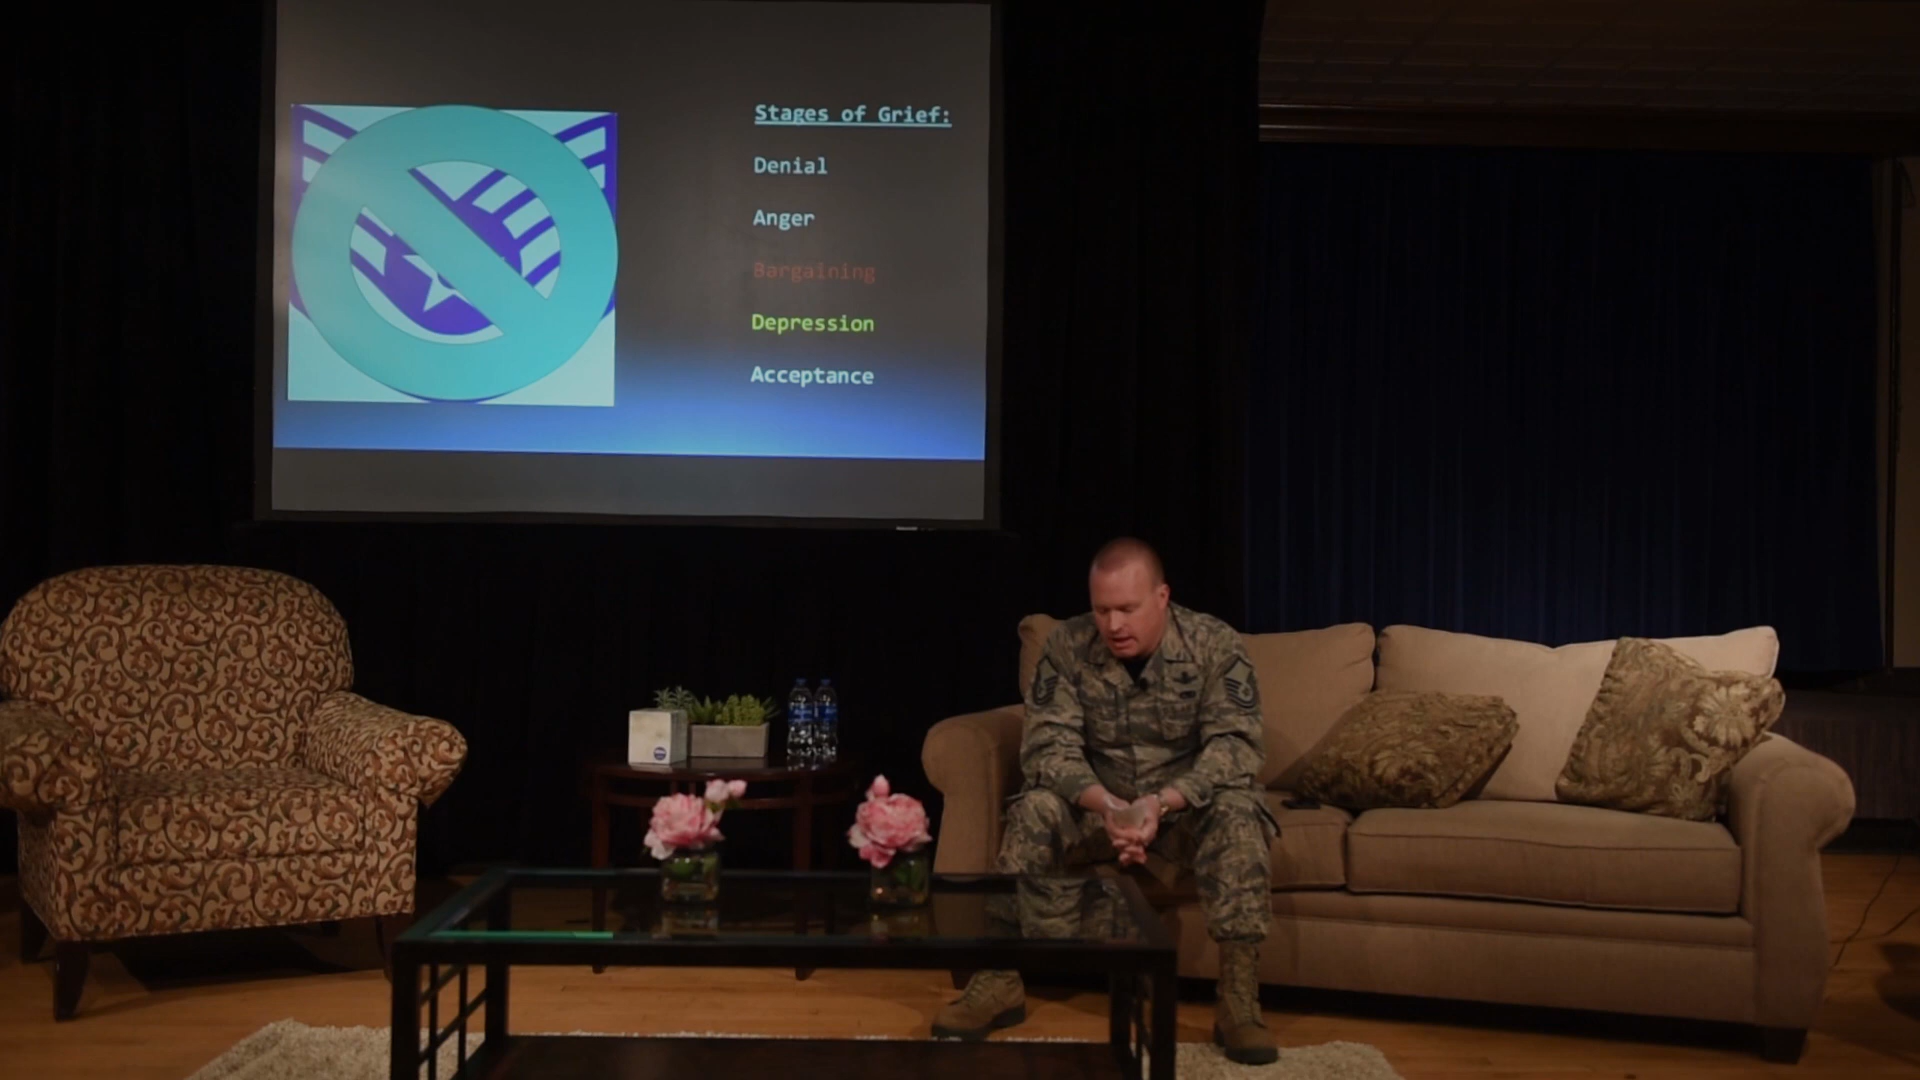 Stages of Grief:
Denial
Anger
Bargaining
Depression
Acceptance